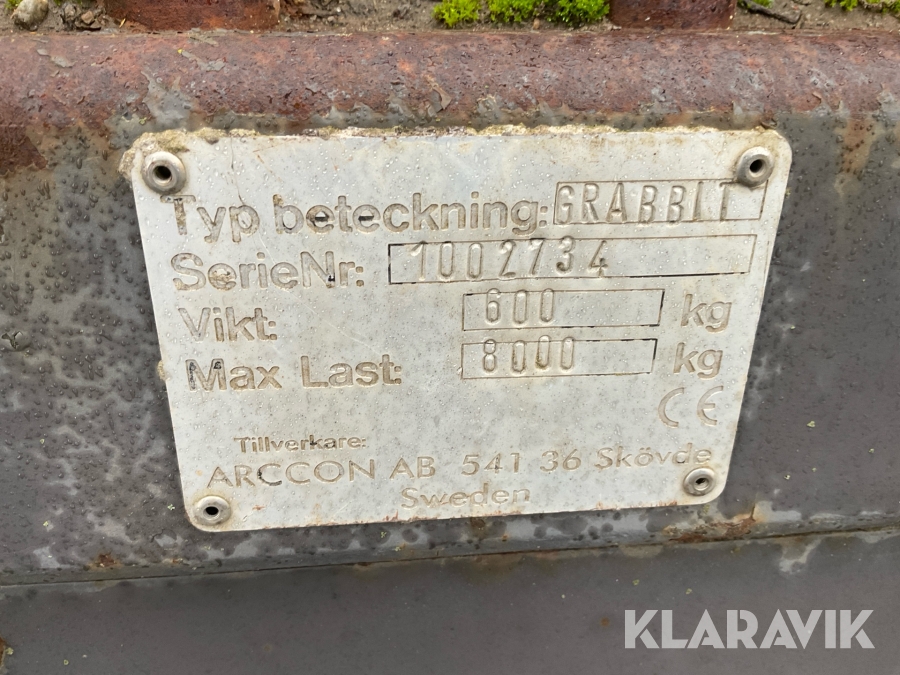 Typ beteckning: GRABBIT
SerieNr: 1002734
Vikt: 600 kg
Max Last: 8000 kg
CE
Tillverkare:
ARCCON AB 541 36 Skövde
Sweden
KLARAVIK